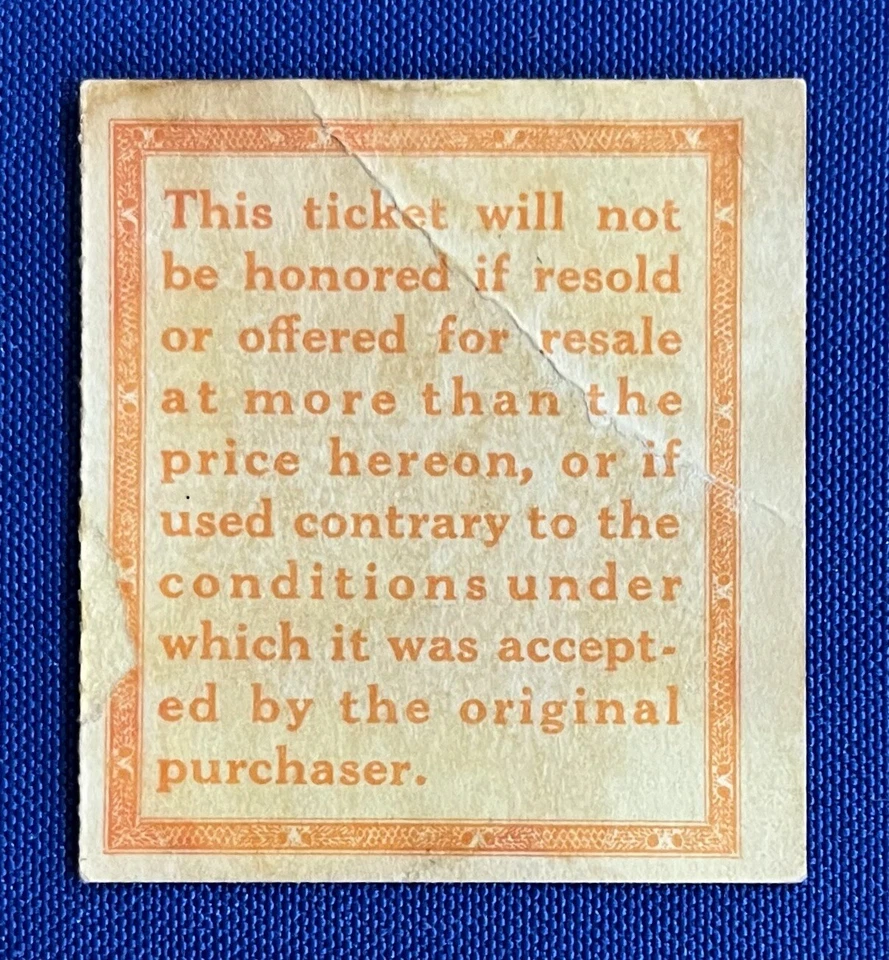 This ticket will not
be honored if resold
or offered for resale
at more than the
price hereon, or if
used contrary to the
conditions under
which it was accept-
ed by the original
purchaser.